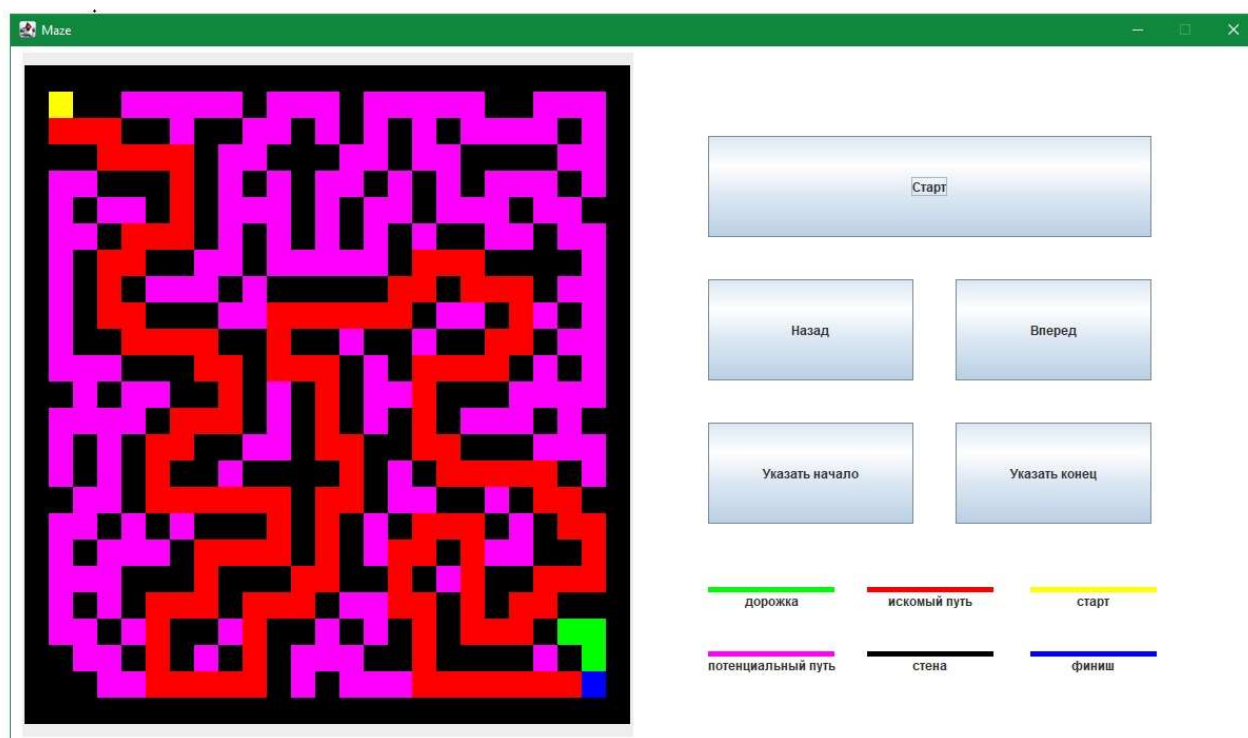 Maze
Старт
Назад
Вперед
Указать начало
Указать конец
дорожка
искомый путь
старт
потенциальный путь
стена
финиш